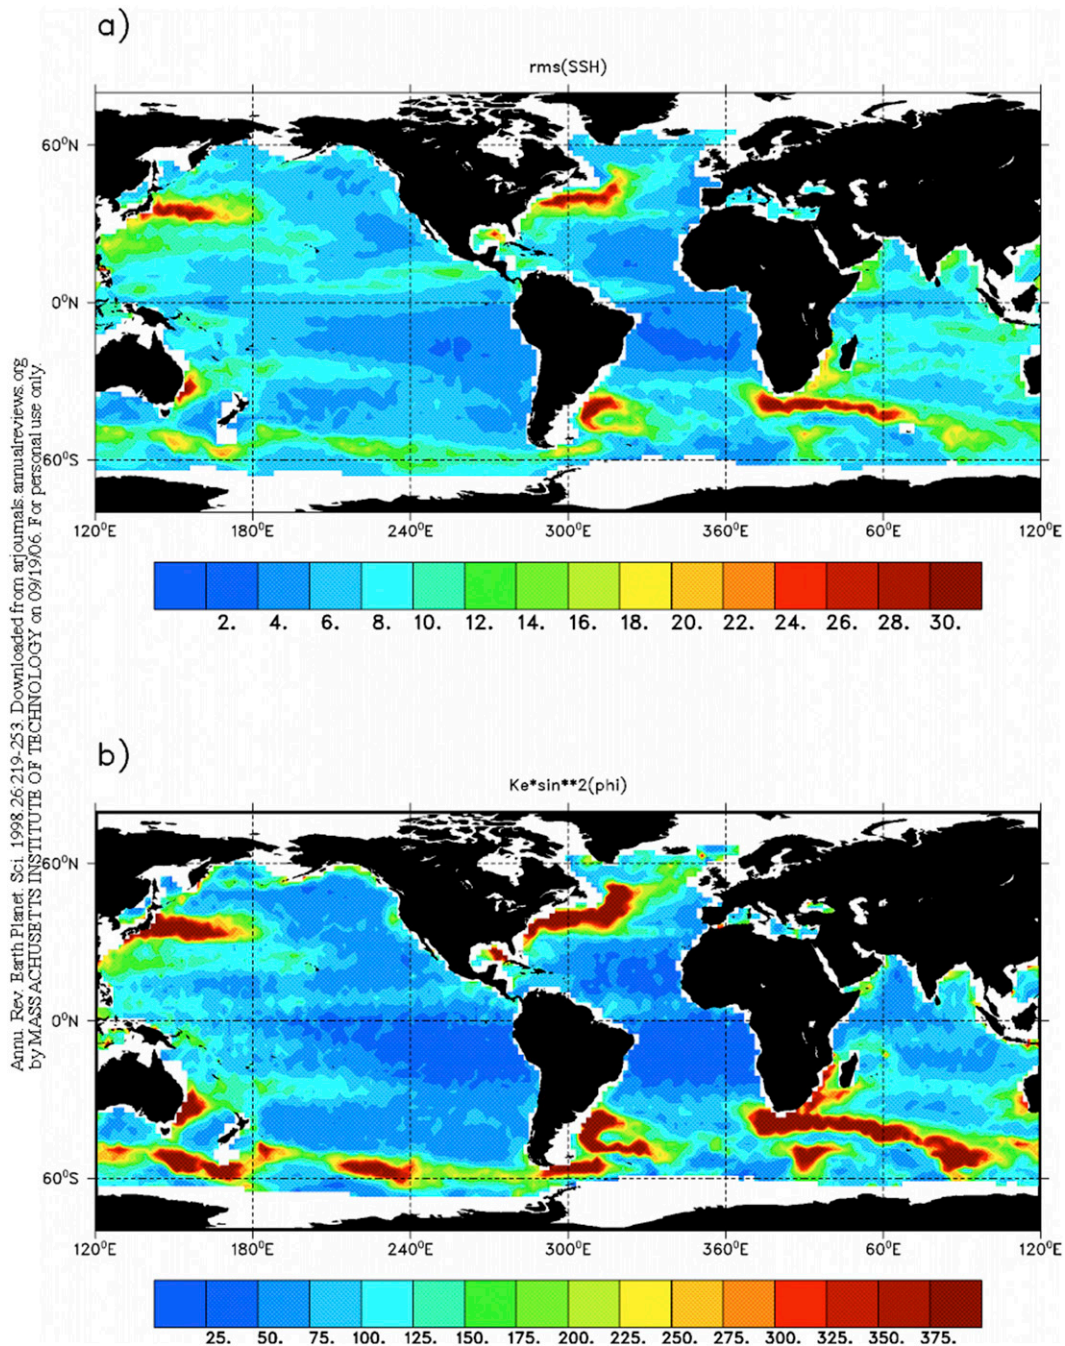 a)
rms(SSH)
60°N
0°N
60°S
120°E 180°E 240°E 300°E 360°E 60°E 120°E
2. 4. 6. 8. 10. 12. 14. 16. 18. 20. 22. 24. 26. 28. 30.
Annu. Rev. Earth Planet. Sci. 1998.26:219-253. Downloaded from arjournals.annualreviews.org
by MASSACHUSETTS INSTITUTE OF TECHNOLOGY on 09/19/06. For personal use only.
b)
Ke*sin**2(phi)
60°N
0°N
60°S
120°E 180°E 240°E 300°E 360°E 60°E 120°E
25. 50. 75. 100. 125. 150. 175. 200. 225. 250. 275. 300. 325. 350. 375.